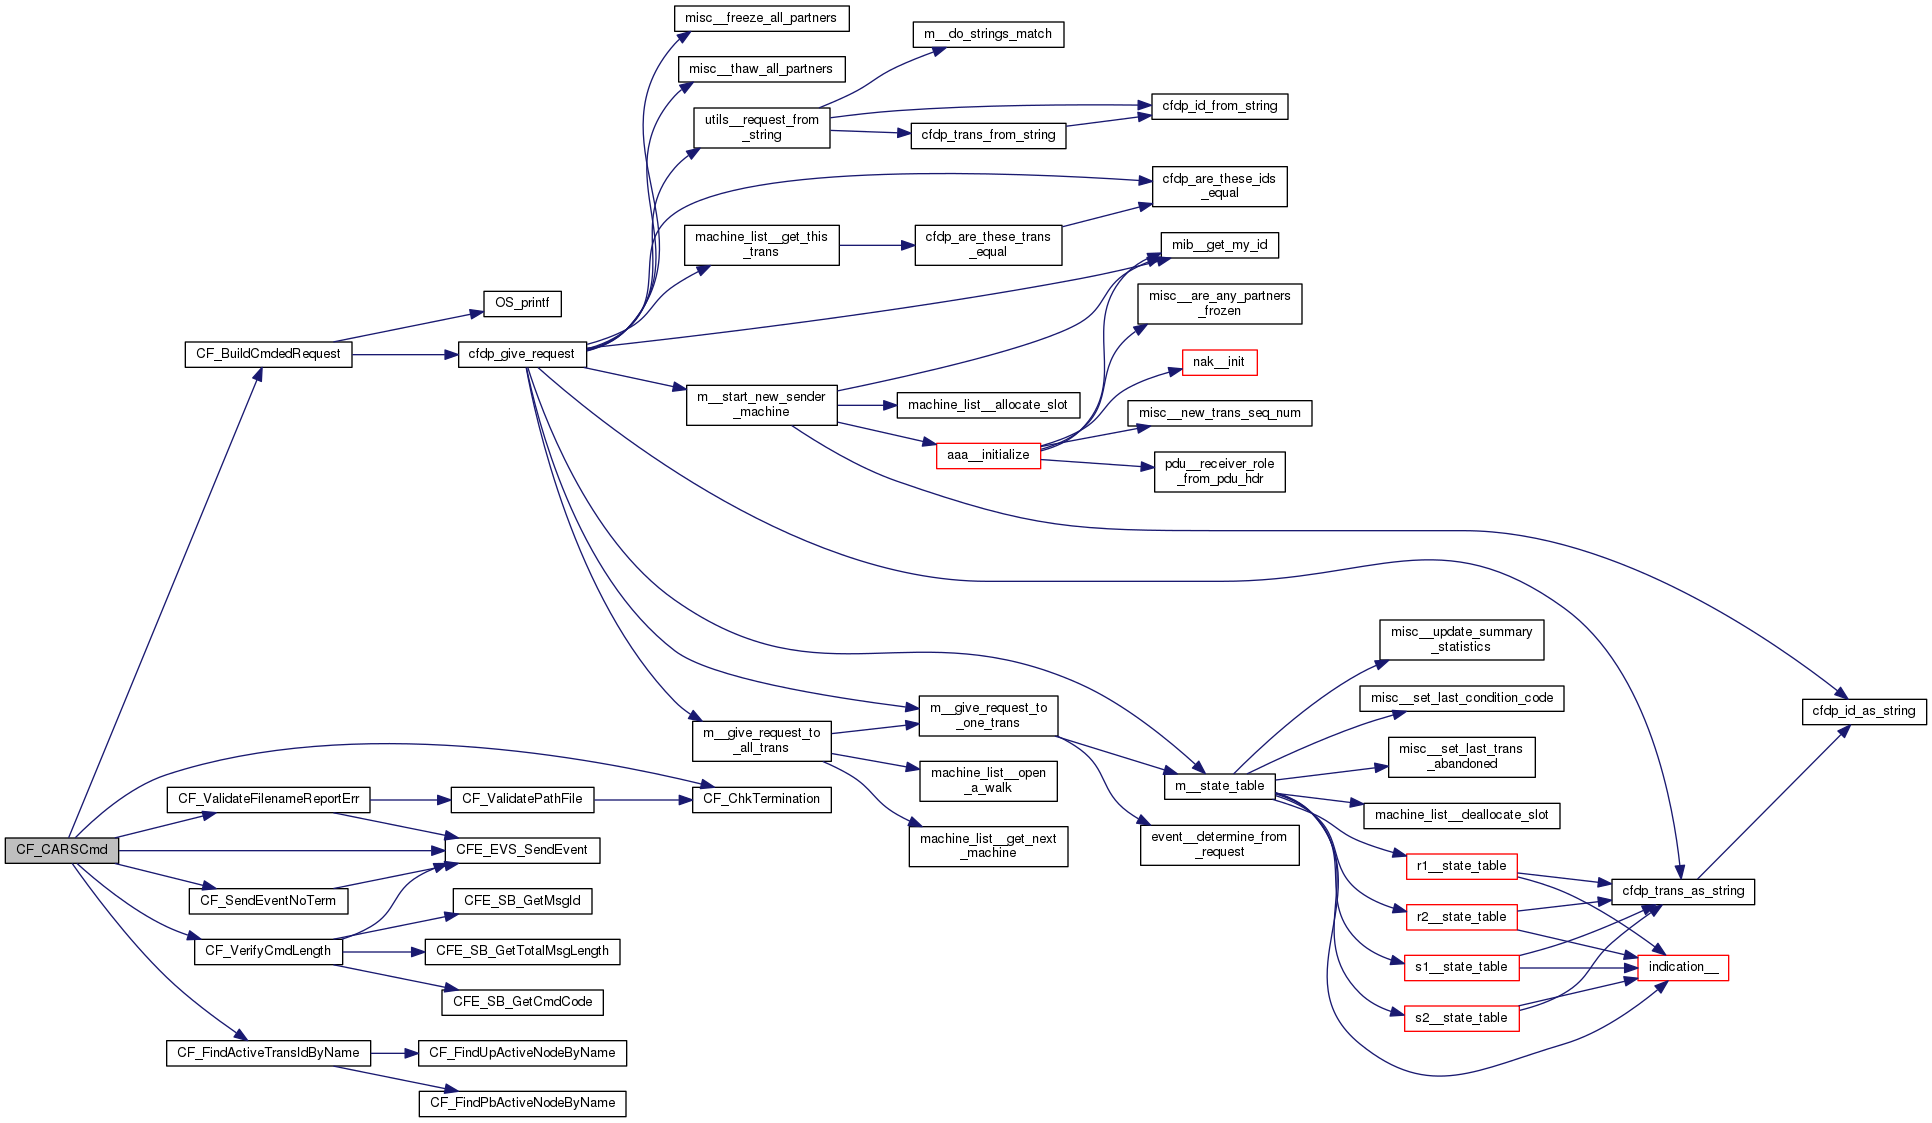 misc__freeze_all_partners
m__do_strings_match
misc__thaw_all_partners
cfdp_id_from_string
utils__request_from
_string
cfdp_trans_from_string
cfdp_are_these_ids
_equal
machine_list__get_this
_trans
cfdp_are_these_trans
_equal
mib__get_my_id
misc__are_any_partners
_frozen
OS_printf
CF_BuildCmdedRequest
cfdp_give_request
nak__init
m__start_new_sender
_machine
machine_list__allocate_slot
misc__new_trans_seq_num
aaa__initialize
pdu__receiver_role
_from_pdu_hdr
misc__update_summary
_statistics
misc__set_last_condition_code
cfdp_id_as_string
m__give_request_to
_one_trans
m__give_request_to
_all_trans
misc__set_last_trans
_abandoned
machine_list__open
_a_walk
m__state_table
CF_ValidateFilenameReportErr
CF_ValidatePathFile
CF_ChkTermination
machine_list__deallocate_slot
machine_list__get_next
_machine
event__determine_from
_request
CF_CARSCmd
CFE_EVS_SendEvent
r1__state_table
cfdp_trans_as_string
CF_SendEventNoTerm
CFE_SB_GetMsgId
r2__state_table
CF_VerifyCmdLength
CFE_SB_GetTotalMsgLength
s1__state_table
indication__
CFE_SB_GetCmdCode
s2__state_table
CF_FindActiveTransIdByName
CF_FindUpActiveNodeByName
CF_FindPbActiveNodeByName